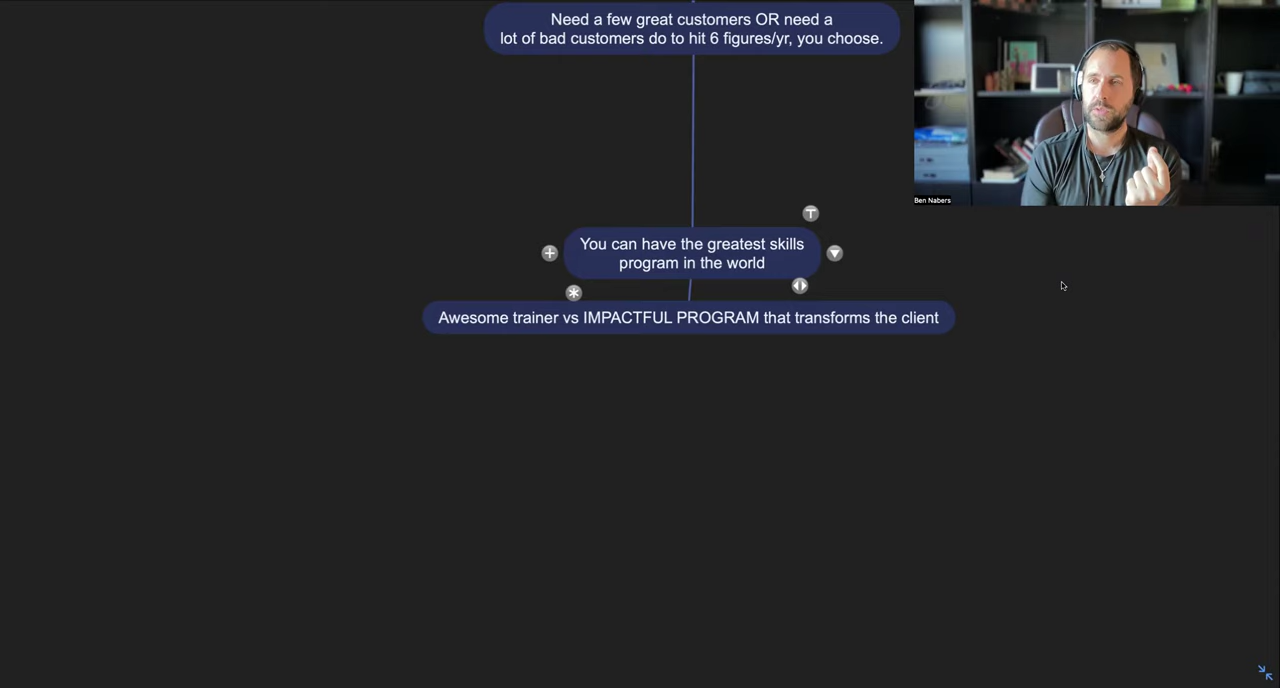 Need a few great customers OR need a
lot of bad customers do to hit 6 figures/yr, you choose.
Ben Nabers
You can have the greatest skills
program in the world
Awesome trainer vs IMPACTFUL PROGRAM that transforms the client